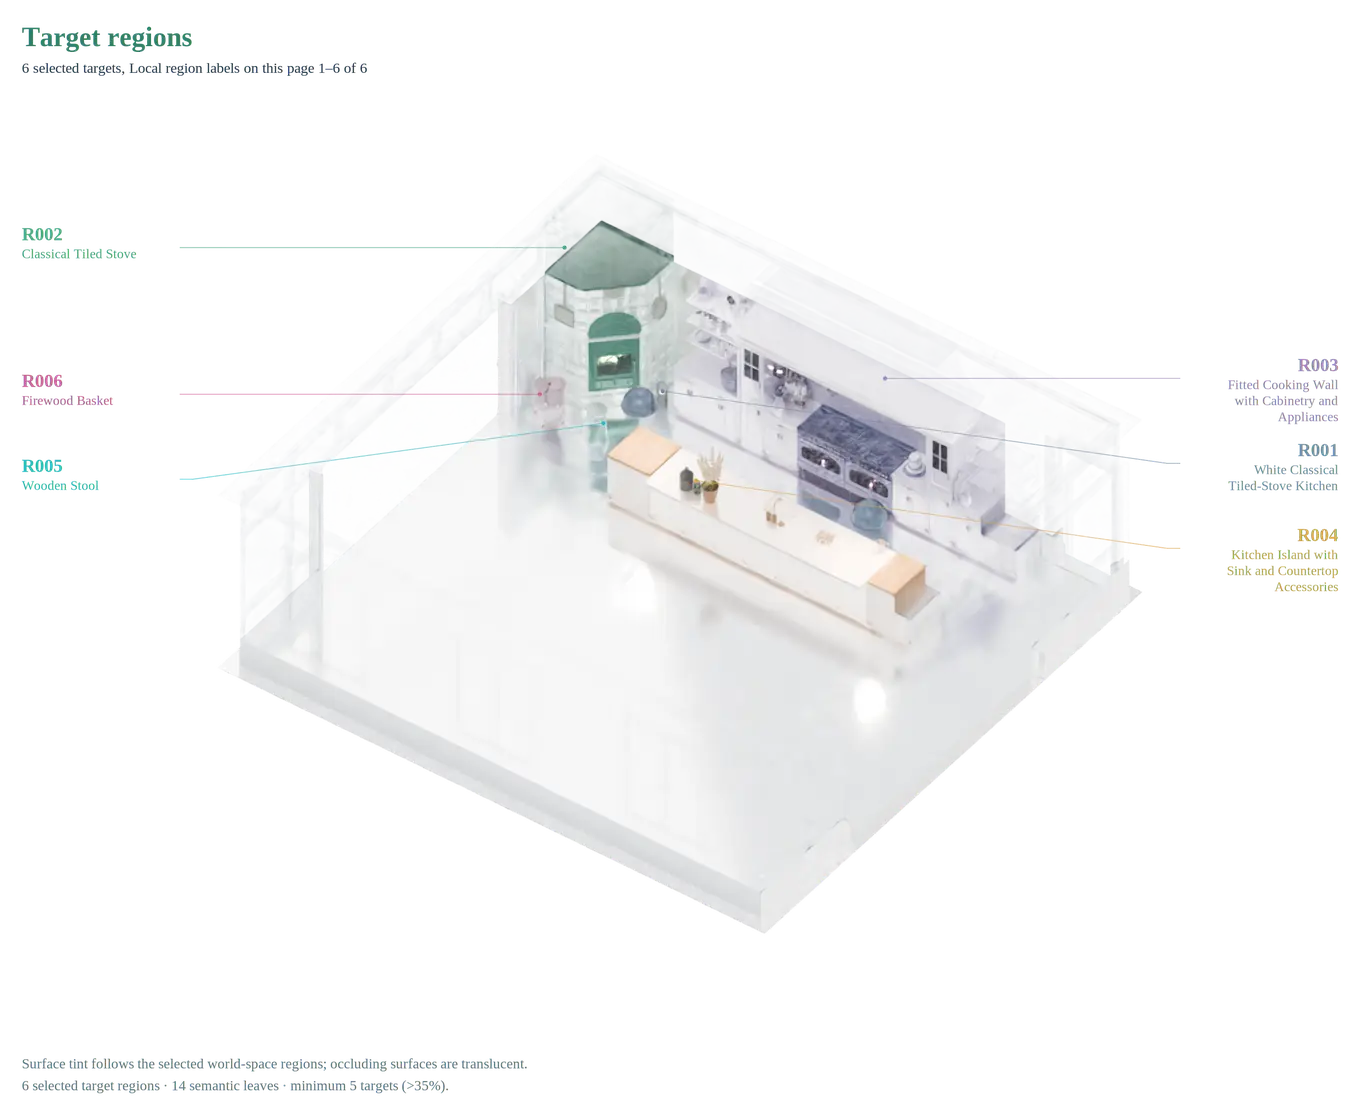 Target regions
6 selected targets, Local region labels on this page 1–6 of 6
R002
Classical Tiled Stove
R006
Firewood Basket
R005
Wooden Stool
R003
Fitted Cooking Wall
with Cabinetry and
Appliances
R001
White Classical
Tiled-Stove Kitchen
R004
Kitchen Island with
Sink and Countertop
Accessories
Surface tint follows the selected world-space regions; occluding surfaces are translucent.
6 selected target regions · 14 semantic leaves · minimum 5 targets (>35%).